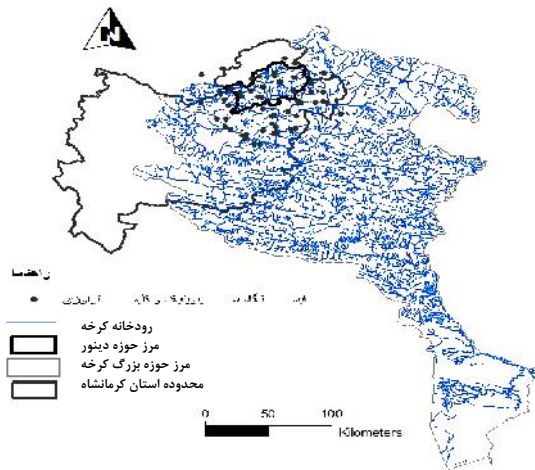 N
راهنما
رودخانه کرخه
مرز حوزه دینور
مرز حوزه بزرگ کرخه
محدوده استان کرمانشاه
0 50 100
Kilometers